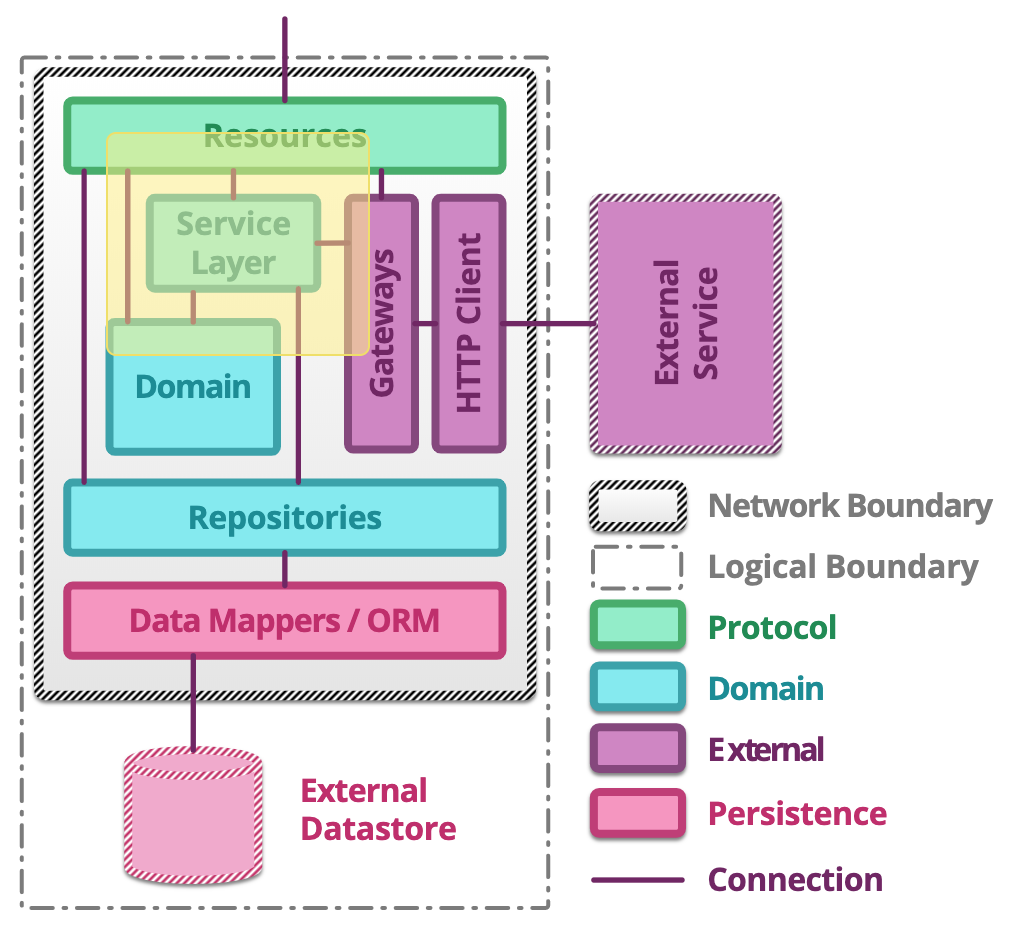 Resources
Service
Layer
Gateways
HTTP Client
External
Service
Domain
Repositories
Data Mappers / ORM
External
Datastore
Network Boundary
Logical Boundary
Protocol
Domain
External
Persistence
Connection